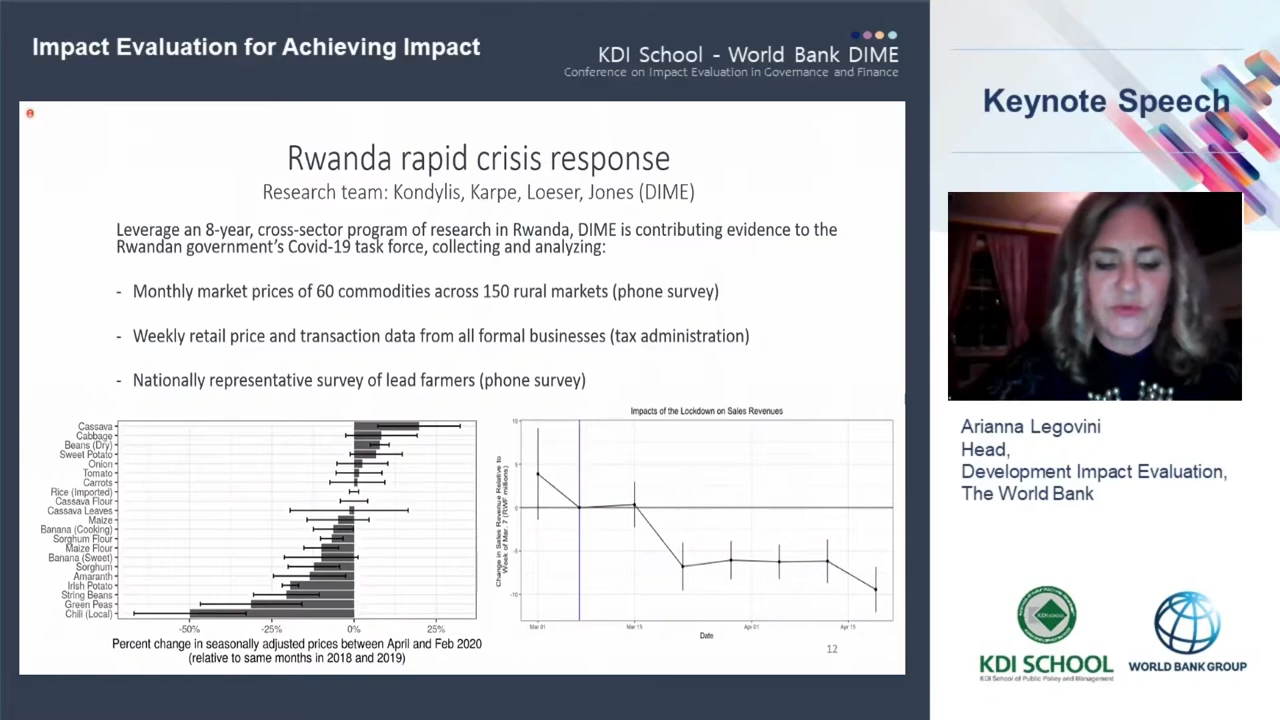 Impact Evaluation for Achieving Impact
KDI School - World Bank DIME
Conference on Impact Evaluation in Governance and Finance
Keynote Speech
Rwanda rapid crisis response
Research team: Kondylis, Karpe, Loeser, Jones (DIME)
Leverage an 8-year, cross-sector program of research in Rwanda, DIME is contributing evidence to the
Rwandan government's Covid-19 task force, collecting and analyzing:
- Monthly market prices of 60 commodities across 150 rural markets (phone survey)
- Weekly retail price and transaction data from all formal businesses (tax administration)
- Nationally representative survey of lead farmers (phone survey)
Cassava
Cabbage
Beans (Dry)
Sweet Potato
Onion
Tomato
Carrots
Rice (Imported)
Cassava Flour
Cassava Leaves
Maize
Banana (Cooking)
Sorghum Flour
Maize Flour
Banana (Sweet)
Sorghum
Amaranth
Irish Potato
String Beans
Green Peas
Chili (Local)
-50% -25% 0% 25%
Percent change in seasonally adjusted prices between April and Feb 2020
(relative to same months in 2018 and 2019)
Impacts of the Lockdown on Sales Revenues
Change in Sales Revenue Relative to
Week of Mar. 7 (RWF millions)
10
5
0
-5
-10
Mar 01 Mar 15 Apr 01 Apr 15
Date
12
Arianna Legovini
Head,
Development Impact Evaluation,
The World Bank
KDI SCHOOL
KDI School of Public Policy and Management
WORLD BANK GROUP